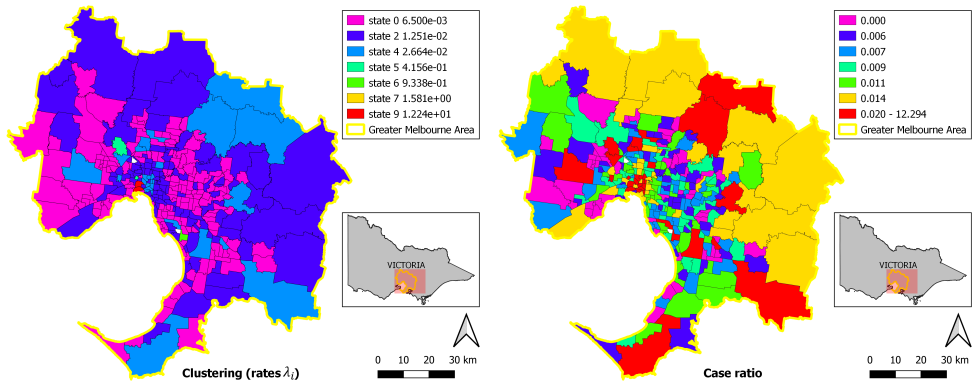 state 0 6.500e-03
state 2 1.251e-02
state 4 2.664e-02
state 5 4.156e-01
state 6 9.338e-01
state 7 1.581e+00
state 9 1.224e+01
Greater Melbourne Area
VICTORIA
0 10 20 30 km
Clustering (rates λi)
0.000
0.006
0.007
0.009
0.011
0.014
0.020 - 12.294
Greater Melbourne Area
VICTORIA
0 10 20 30 km
Case ratio